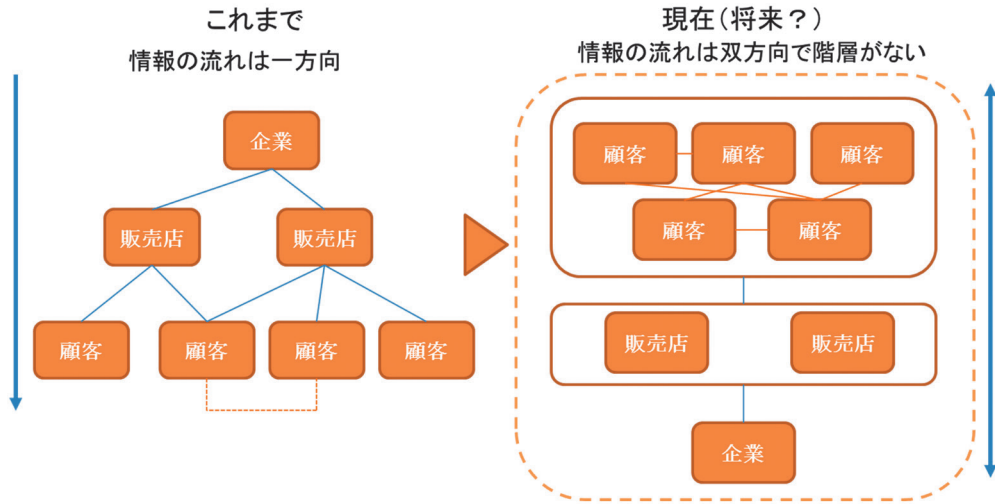 これまで
情報の流れは一方向
企業
販売店
販売店
顧客
顧客
顧客
顧客
現在(将来?)
情報の流れは双方向で階層がない
顧客
顧客
顧客
顧客
顧客
販売店
販売店
企業